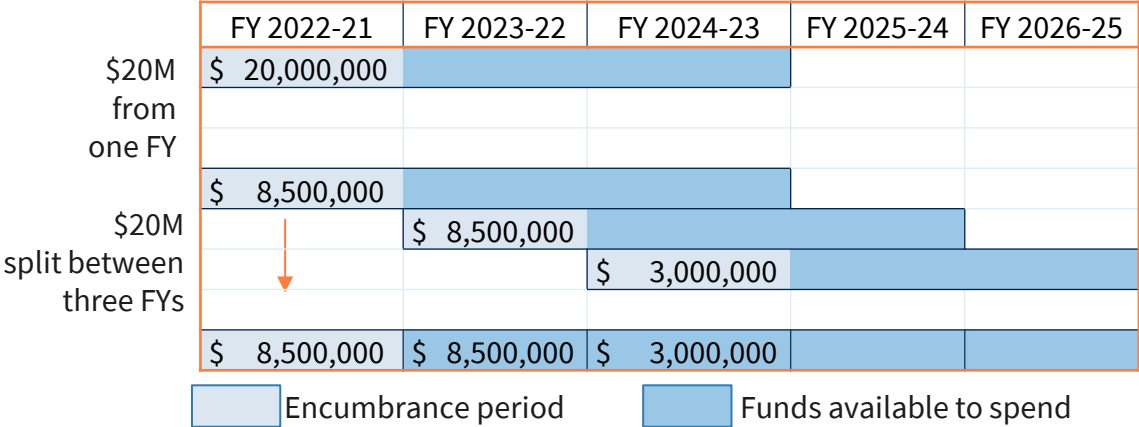 FY 2022-21 FY 2023-22 FY 2024-23 FY 2025-24 FY 2026-25
$20M $ 20,000,000
from
one FY
$ 8,500,000
$20M $ 8,500,000
split between $ 3,000,000
three FYs
$ 8,500,000 $ 8,500,000 $ 3,000,000
Encumbrance period Funds available to spend